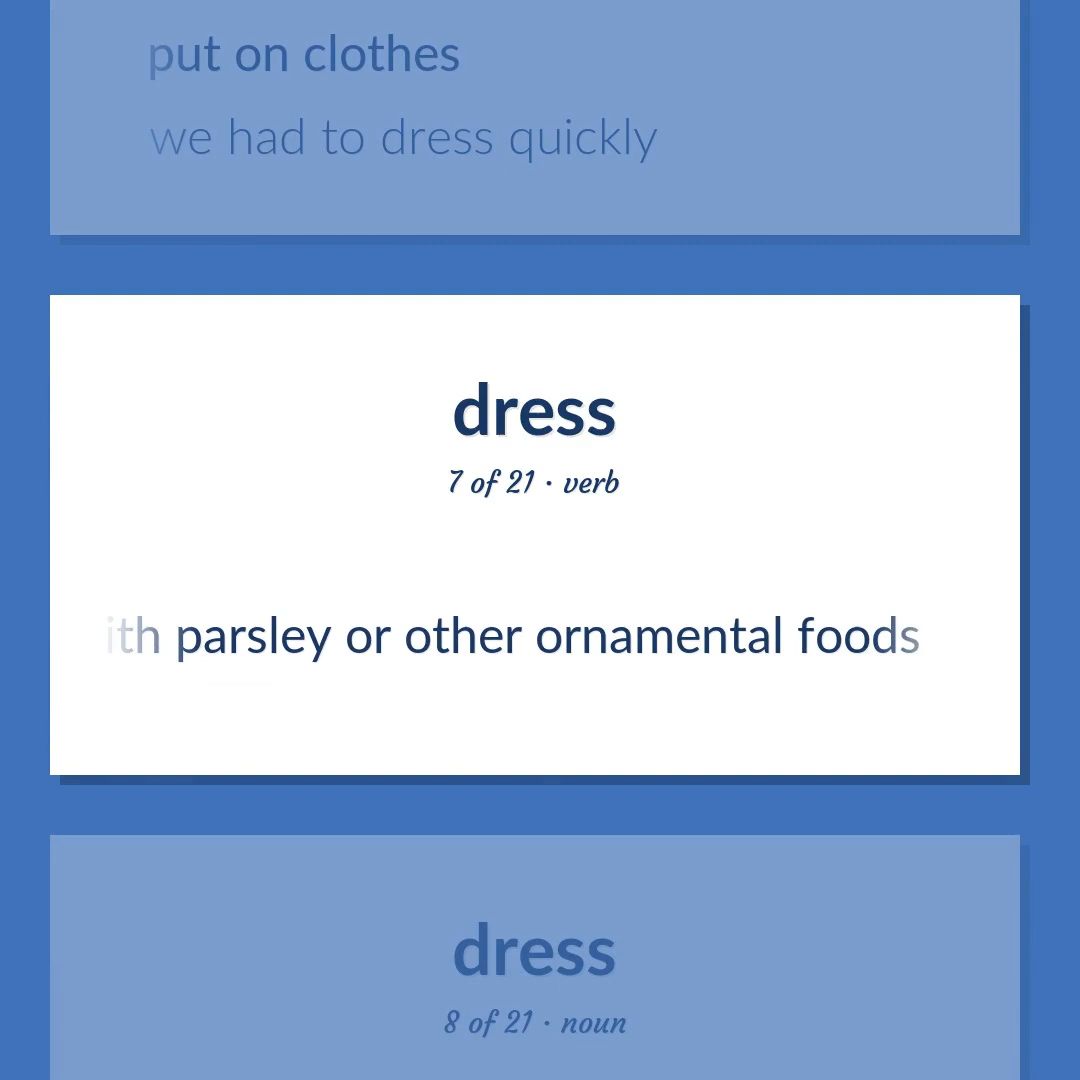 put on clothes
we had to dress quickly
dress
7 of 21 · verb
ith parsley or other ornamental foods
dress
8 of 21 · noun